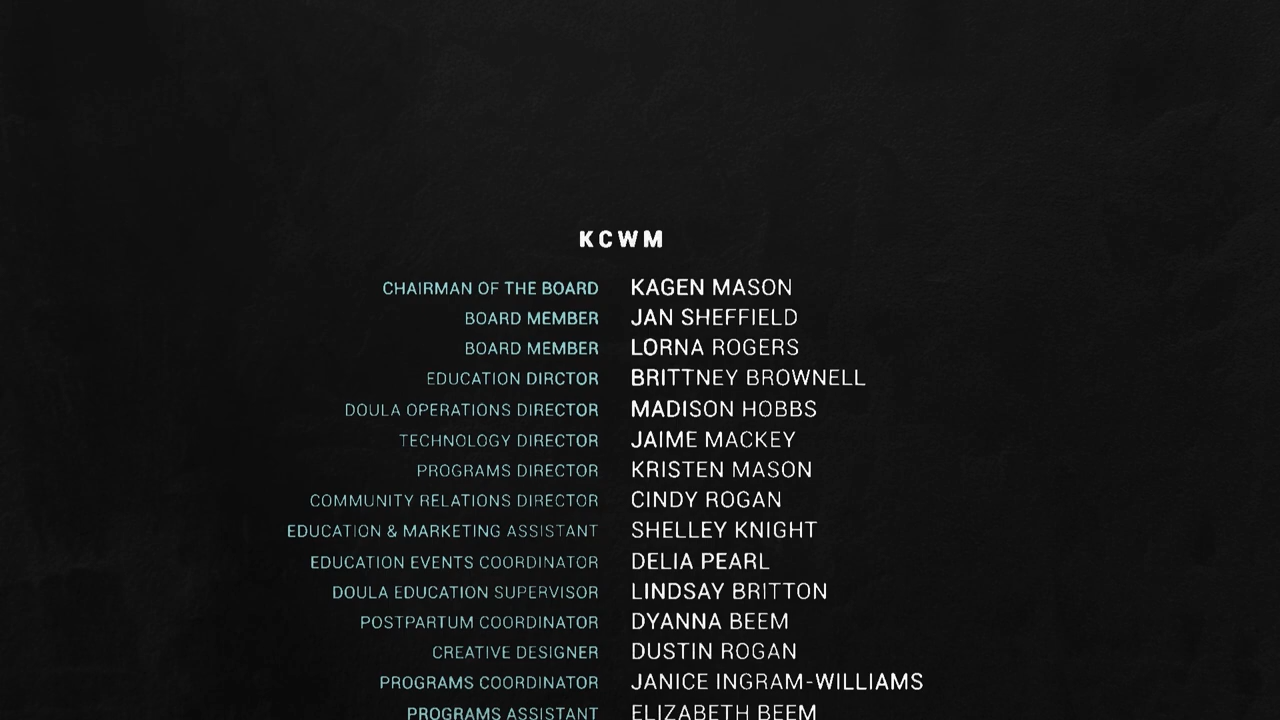 KCWM
CHAIRMAN OF THE BOARD KAGEN MASON
BOARD MEMBER JAN SHEFFIELD
BOARD MEMBER LORNA ROGERS
EDUCATION DIRCTOR BRITTNEY BROWNELL
DOULA OPERATIONS DIRECTOR MADISON HOBBS
TECHNOLOGY DIRECTOR JAIME MACKEY
PROGRAMS DIRECTOR KRISTEN MASON
COMMUNITY RELATIONS DIRECTOR CINDY ROGAN
EDUCATION & MARKETING ASSISTANT SHELLEY KNIGHT
EDUCATION EVENTS COORDINATOR DELIA PEARL
DOULA EDUCATION SUPERVISOR LINDSAY BRITTON
POSTPARTUM COORDINATOR DYANNA BEEM
CREATIVE DESIGNER DUSTIN ROGAN
PROGRAMS COORDINATOR JANICE INGRAM-WILLIAMS
PROGRAMS ASSISTANT ELIZABETH BEEM